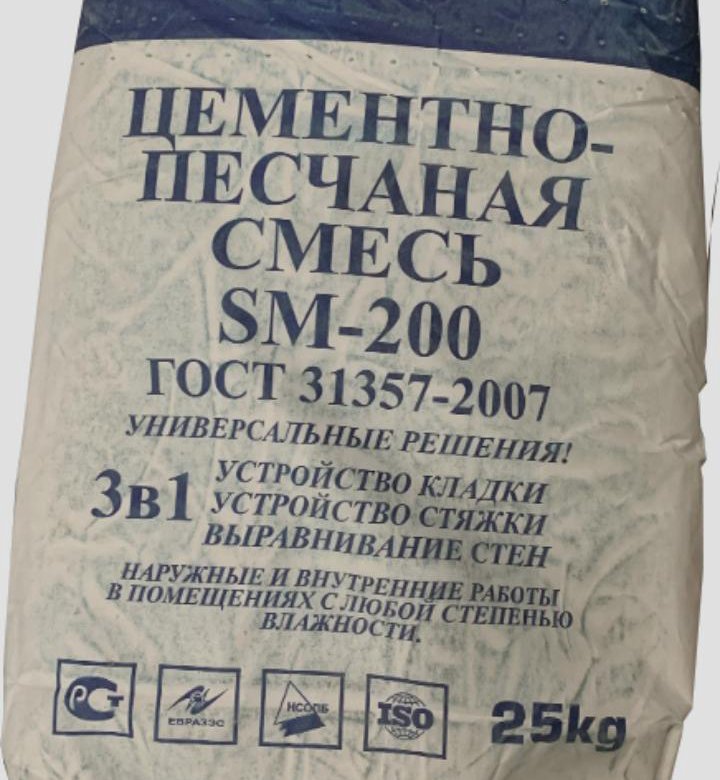 ЦЕМЕНТНО-
ПЕСЧАНАЯ
СМЕСЬ
SM-200
ГОСТ 31357-2007
УНИВЕРСАЛЬНЫЕ РЕШЕНИЯ!
3в1
УСТРОЙСТВО КЛАДКИ
УСТРОЙСТВО СТЯЖКИ
ВЫРАВНИВАНИЕ СТЕН
НАРУЖНЫЕ И ВНУТРЕННИЕ РАБОТЫ
В ПОМЕЩЕНИЯХ С ЛЮБОЙ СТЕПЕНЬЮ
ВЛАЖНОСТИ.
РСТ
ЕВРАЗЭС
НСОПБ
ISO
25kg